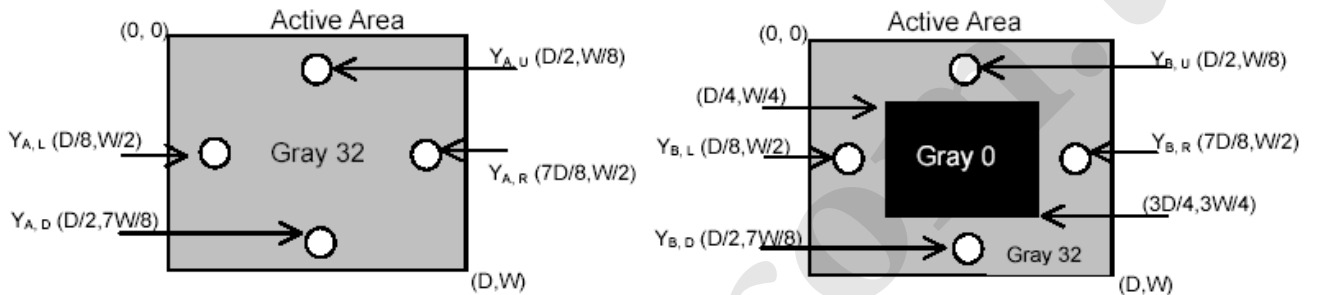 Active Area
(0, 0)
YA, U (D/2,W/8)
YA, L (D/8,W/2)
Gray 32
YA, R (7D/8,W/2)
YA, D (D/2,7W/8)
(D,W)
Active Area
(0, 0)
YB, U (D/2,W/8)
(D/4,W/4)
YB, L (D/8,W/2)
Gray 0
YB, R (7D/8,W/2)
(3D/4,3W/4)
YB, D (D/2,7W/8)
Gray 32
(D,W)